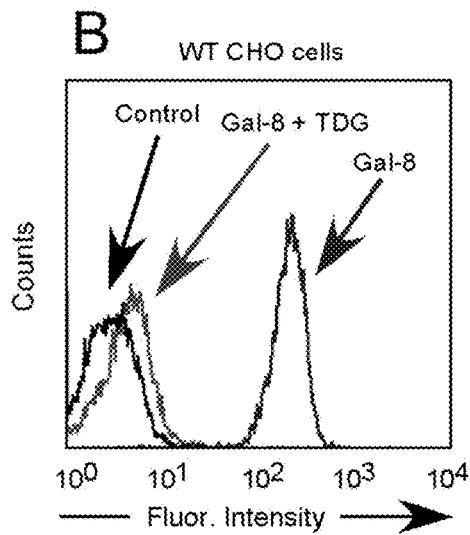 B
WT CHO cells
Control
Gal-8 + TDG
Gal-8
Counts
10⁰ 10¹ 10² 10³ 10⁴
Fluor. Intensity